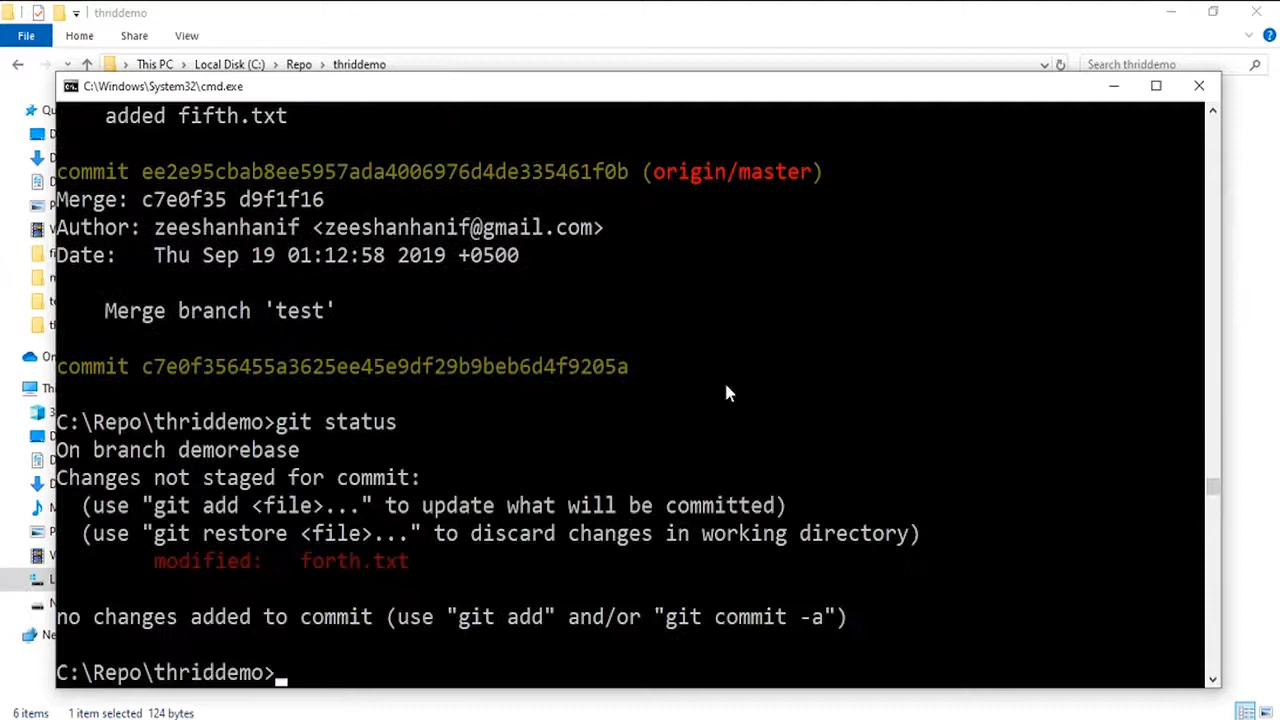 thriddemo
File Home Share View
This PC Local Disk (C:) Repo thriddemo Search thriddemo
C:\Windows\System32\cmd.exe
added fifth.txt
commit ee2e95cbab8ee5957ada4006976d4de335461f0b (origin/master)
Merge: c7e0f35 d9f1f16
Author: zeeshanhanif <zeeshanhanif@gmail.com>
Date: Thu Sep 19 01:12:58 2019 +0500
Merge branch 'test'
commit c7e0f356455a3625ee45e9df29b9beb6d4f9205a
C:\Repo\thriddemo>git status
On branch demorebase
Changes not staged for commit:
(use "git add <file>..." to update what will be committed)
(use "git restore <file>..." to discard changes in working directory)
modified: forth.txt
no changes added to commit (use "git add" and/or "git commit -a")
C:\Repo\thriddemo>
6 items 1 item selected 124 bytes